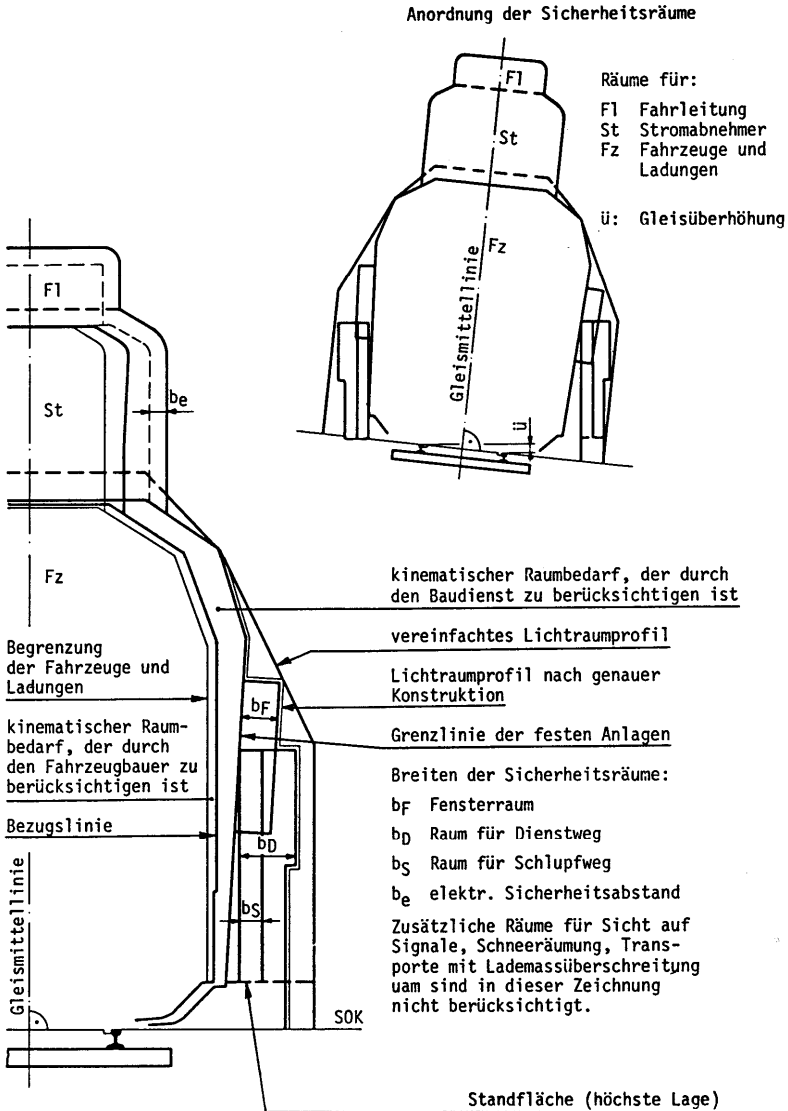 Anordnung der Sicherheitsräume
Fl
St
Fz
Gleismittellinie
ü
Räume für:
Fl Fahrleitung
St Stromabnehmer
Fz Fahrzeuge und
Ladungen
ü: Gleisüberhöhung
Fl
St
be
Fz
kinematischer Raumbedarf, der durch
den Baudienst zu berücksichtigen ist
vereinfachtes Lichtraumprofil
Lichtraumprofil nach genauer
Konstruktion
Grenzlinie der festen Anlagen
Begrenzung
der Fahrzeuge und
Ladungen
kinematischer Raum-
bedarf, der durch
den Fahrzeugbauer zu
berücksichtigen ist
Bezugslinie
bF
bD
bS
Gleismittellinie
SOK
Breiten der Sicherheitsräume:
bF Fensterraum
bD Raum für Dienstweg
bS Raum für Schlupfweg
be elektr. Sicherheitsabstand
Zusätzliche Räume für Sicht auf
Signale, Schneeräumung, Trans-
porte mit Lademassüberschreitung
uam sind in dieser Zeichnung
nicht berücksichtigt.
Standfläche (höchste Lage)